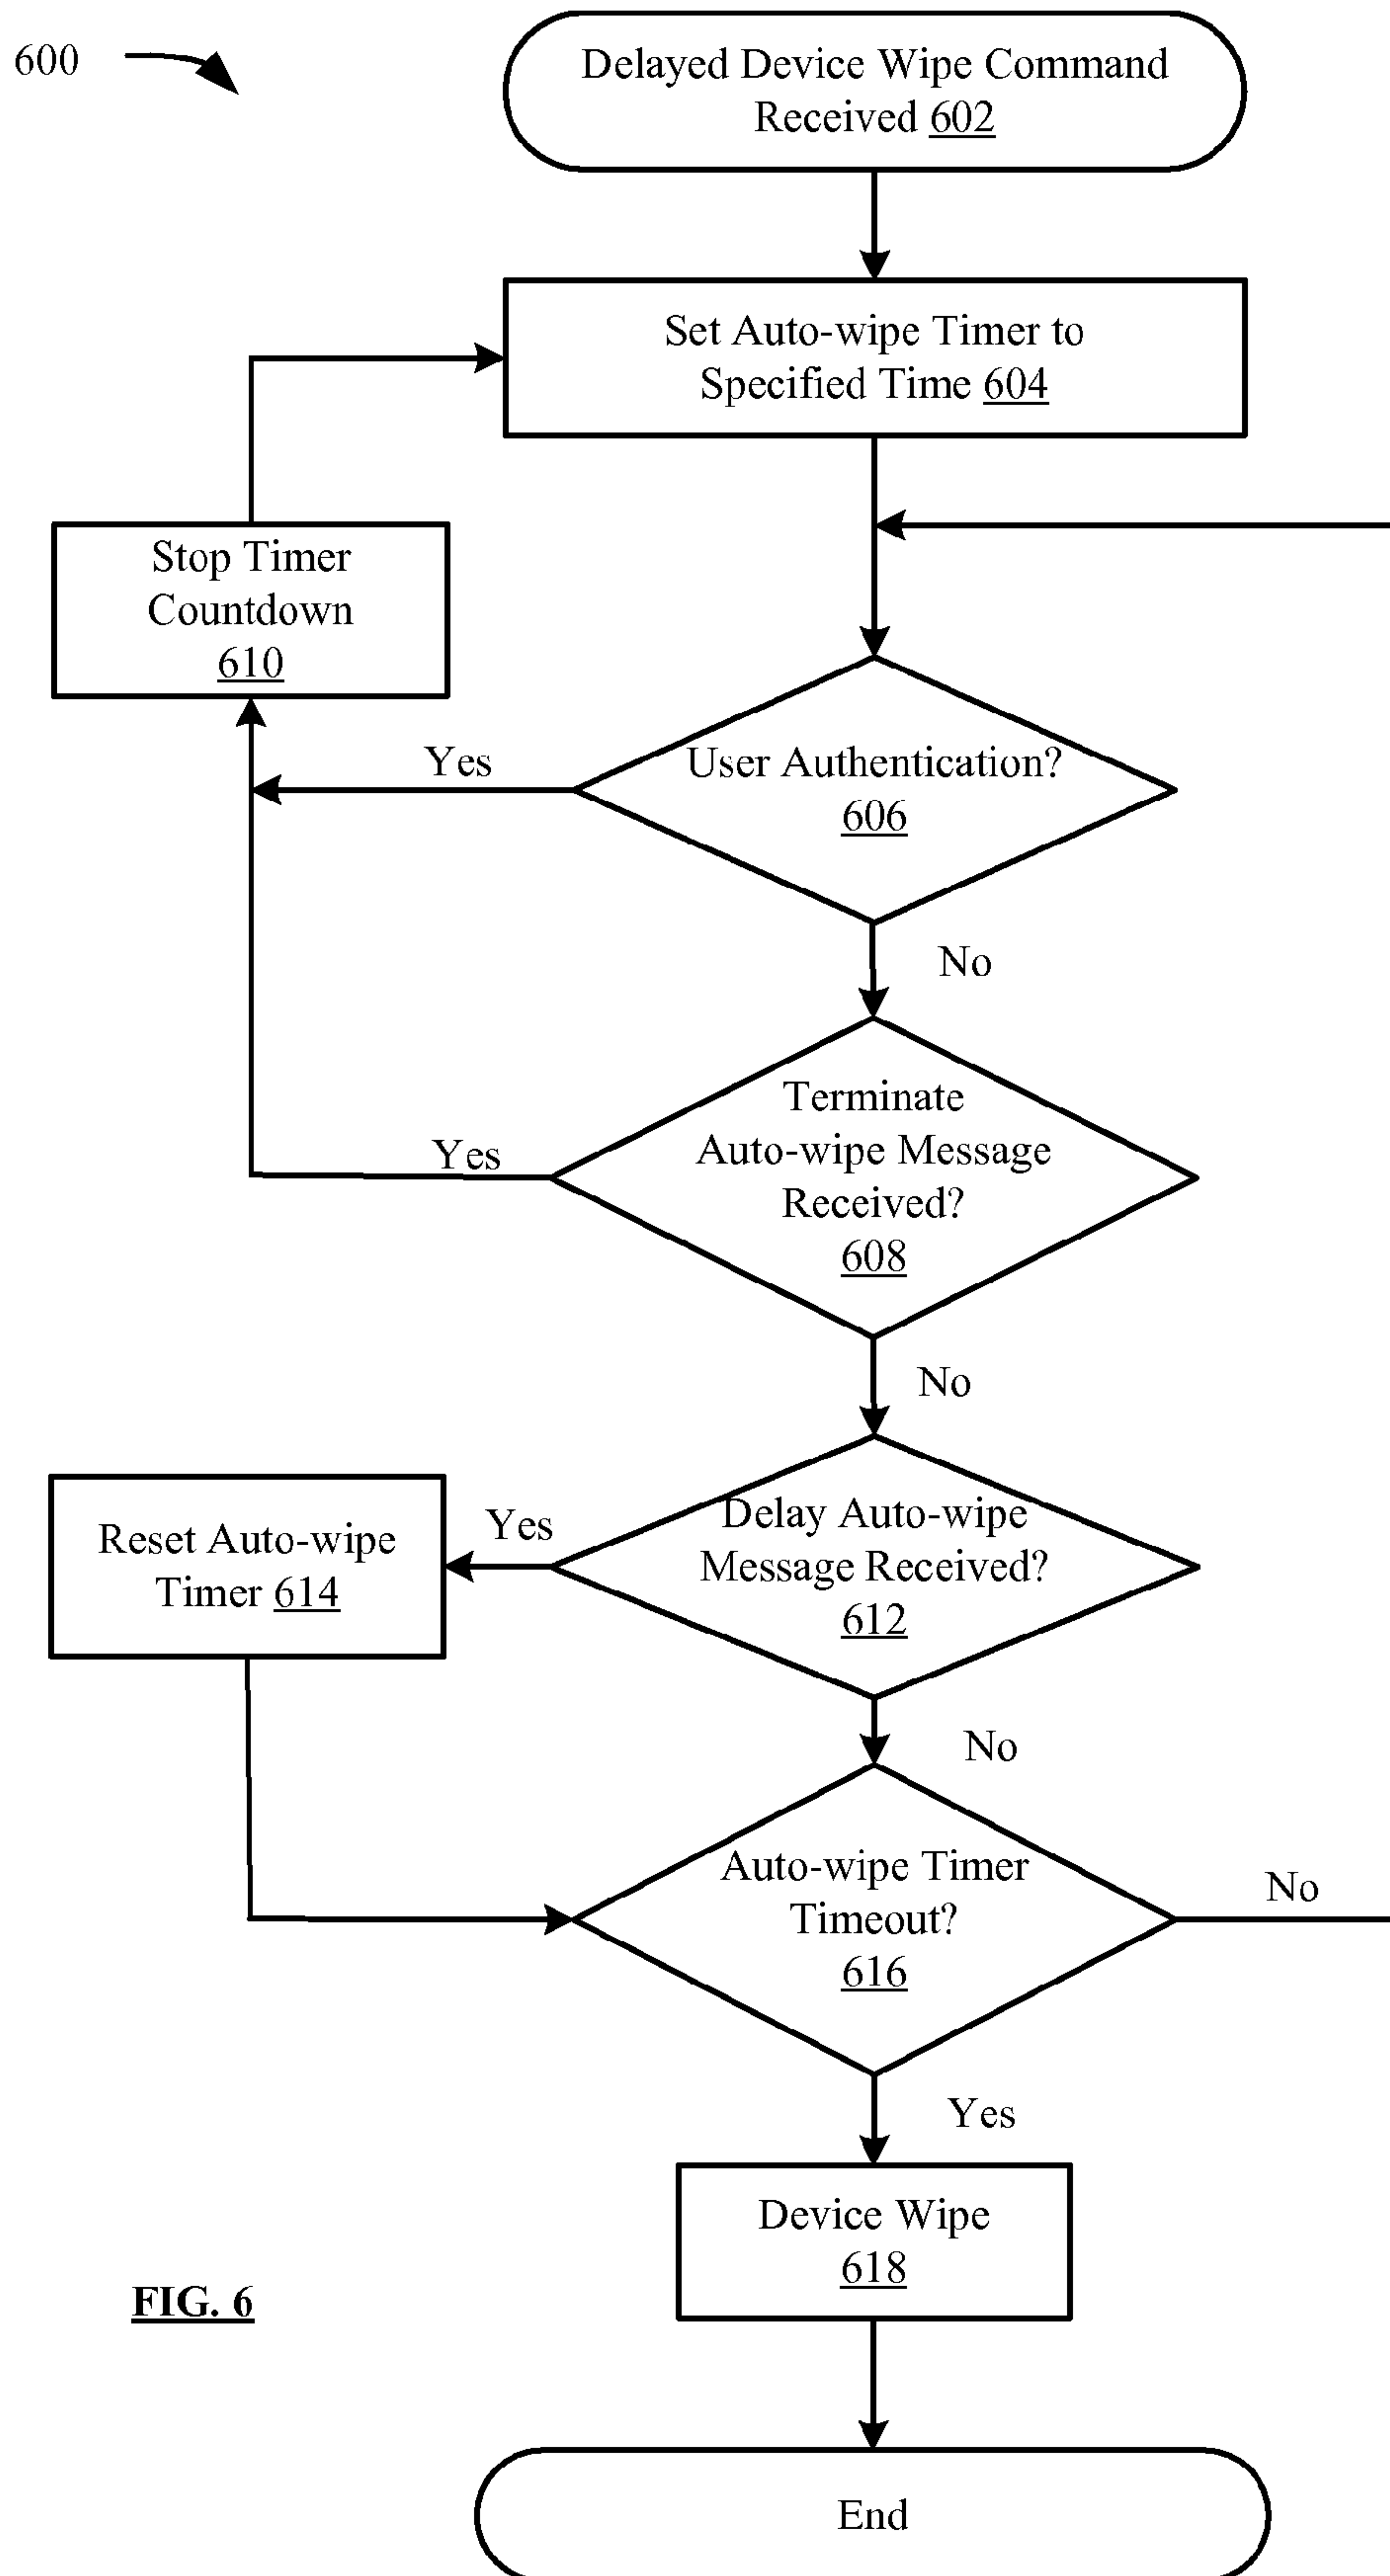 600
Delayed Device Wipe Command
Received 602
Set Auto-wipe Timer to
Specified Time 604
Stop Timer
Countdown
610
Yes
User Authentication?
606
No
Terminate
Auto-wipe Message
Received?
608
Yes
No
Delay Auto-wipe
Message Received?
612
Yes
Reset Auto-wipe
Timer 614
No
Auto-wipe Timer
Timeout?
616
No
Yes
Device Wipe
618
FIG. 6
End